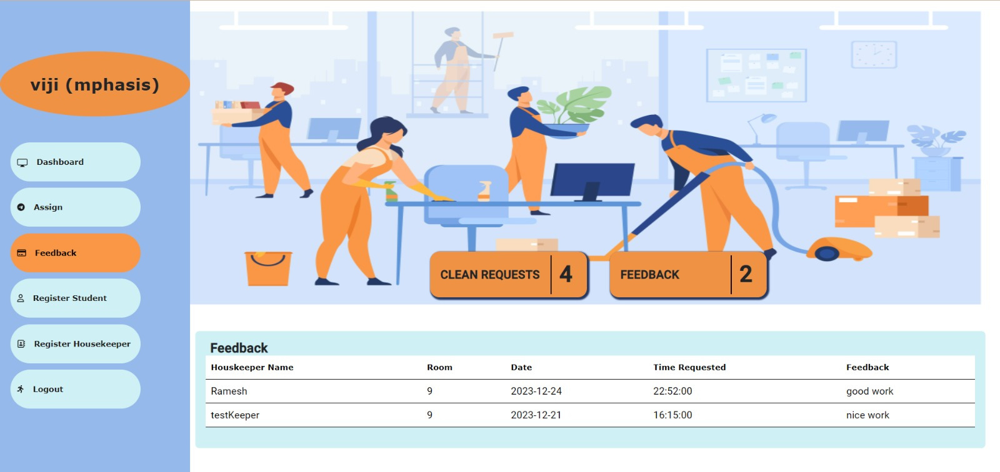 viji (mphasis)
Dashboard
Assign
Feedback
Register Student
Register Housekeeper
Logout
CLEAN REQUESTS 4
FEEDBACK 2
Feedback
Houskeeper Name Room Date Time Requested Feedback
Ramesh 9 2023-12-24 22:52:00 good work
testKeeper 9 2023-12-21 16:15:00 nice work